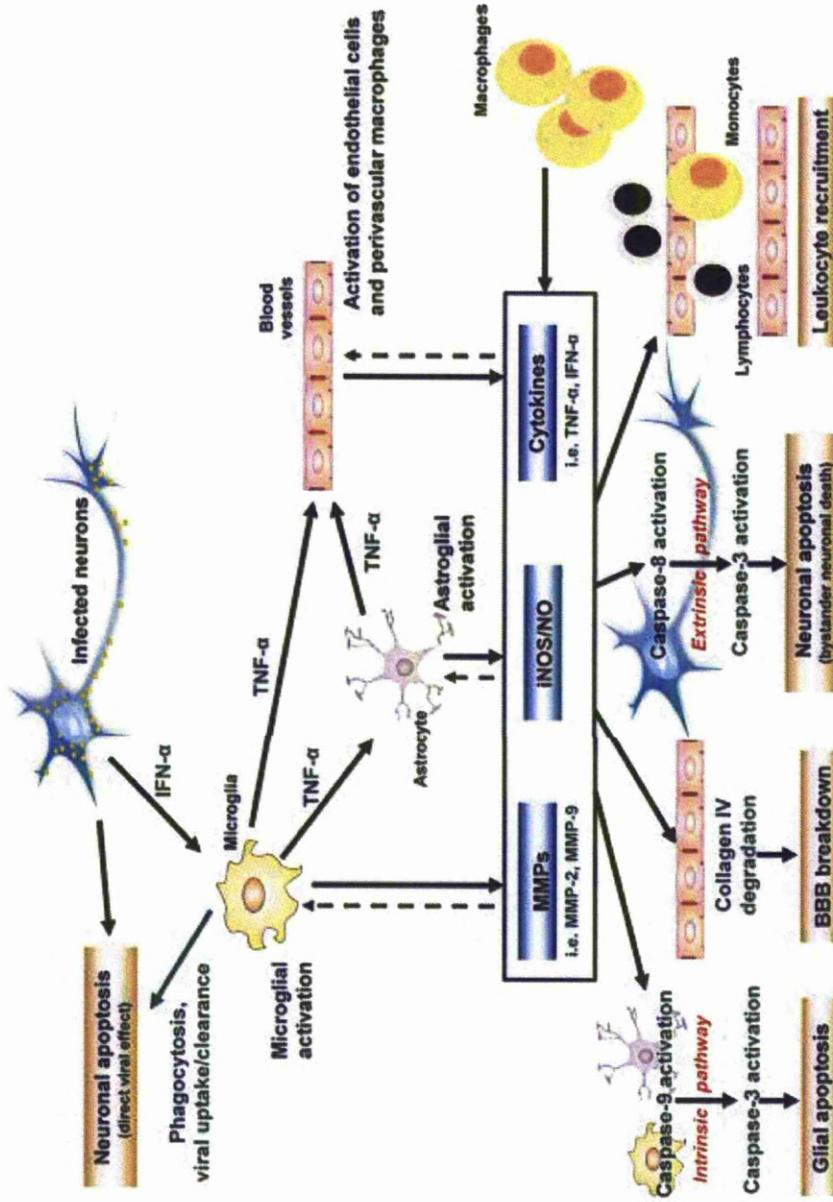 Infected neurons
Neuronal apoptosis
(direct viral effect)
IFN-α
Phagocytosis,
viral uptake/clearance
Microglia
Microglial
activation
TNF-α
TNF-α
TNF-α
Astrocyte
Astroglial
activation
Blood
vessels
Activation of endothelial cells
and perivascular macrophages
Macrophages
MMPs
i.e. MMP-2, MMP-9
iNOS/NO
Cytokines
i.e. TNF-α, IFN-α
Caspase-9 activation
Intrinsic pathway
Caspase-3 activation
Glial apoptosis
Collagen IV
degradation
BBB breakdown
Caspase-8 activation
Extrinsic pathway
Caspase-3 activation
Neuronal apoptosis
(bystander neuronal death)
Lymphocytes
Monocytes
Leukocyte recruitment